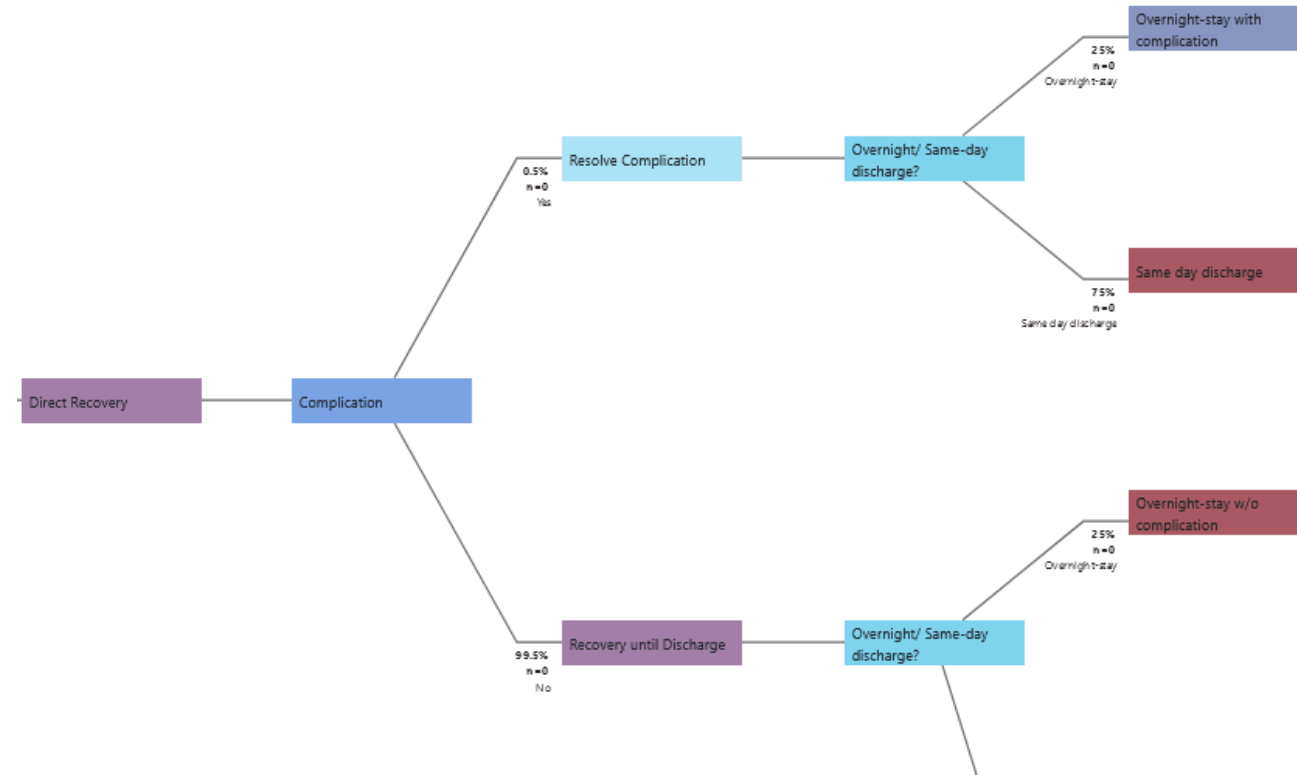 Overnight-stay with
complication
25%
n=0
Overnight-stay
Resolve Complication
0.5%
n=0
Yes
Overnight/ Same-day
discharge?
Same day discharge
75%
n=0
Same day discharge
Direct Recovery
Complication
Overnight-stay w/o
complication
25%
n=0
Overnight-stay
Recovery until Discharge
99.5%
n=0
No
Overnight/ Same-day
discharge?